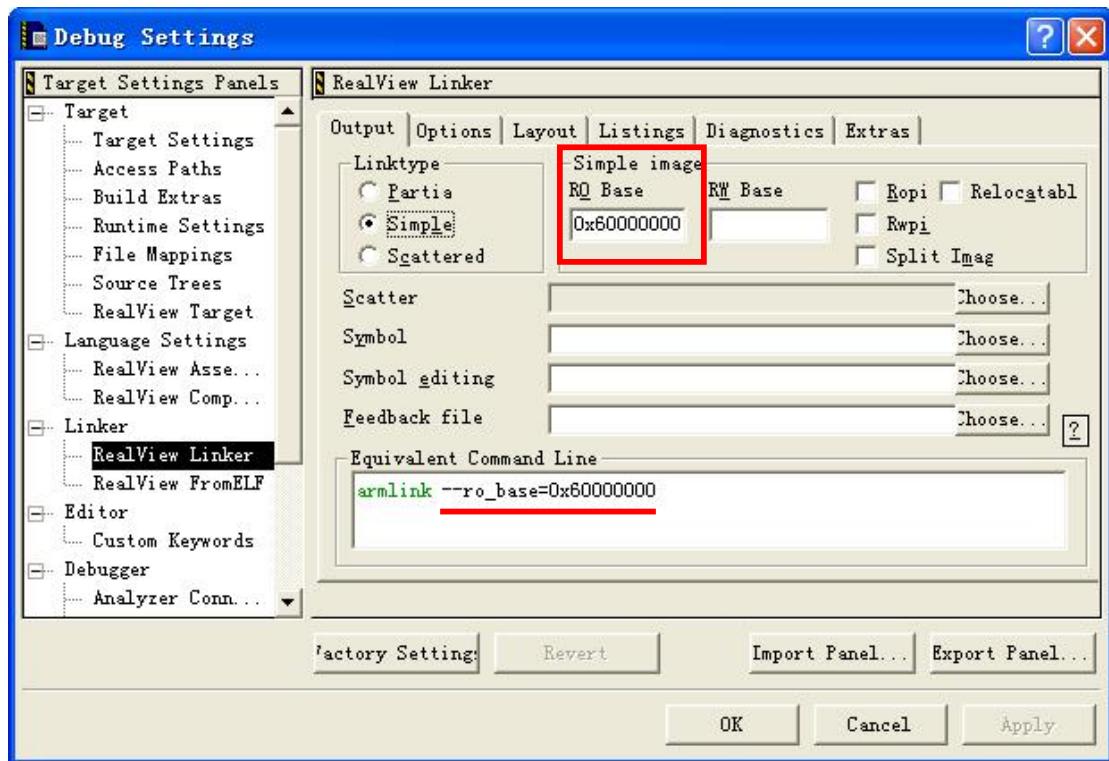 Debug Settings
Target Settings Panels
Target
Target Settings
Access Paths
Build Extras
Runtime Settings
File Mappings
Source Trees
RealView Target
Language Settings
RealView Asse...
RealView Comp...
Linker
RealView Linker
RealView FromELF
Editor
Custom Keywords
Debugger
Analyzer Conn...
RealView Linker
Output Options Layout Listings Diagnostics Extras
Linktype
Partia
Simple
Scattered
Simple image
RO Base RW Base
0x60000000
Ropi Relocatabl
Rwpi
Split Imag
Scatter Choose...
Symbol Choose...
Symbol editing Choose...
Feedback file Choose...
?
Equivalent Command Line
armlink --ro_base=0x60000000
Factory Settings Revert Import Panel... Export Panel...
OK Cancel Apply